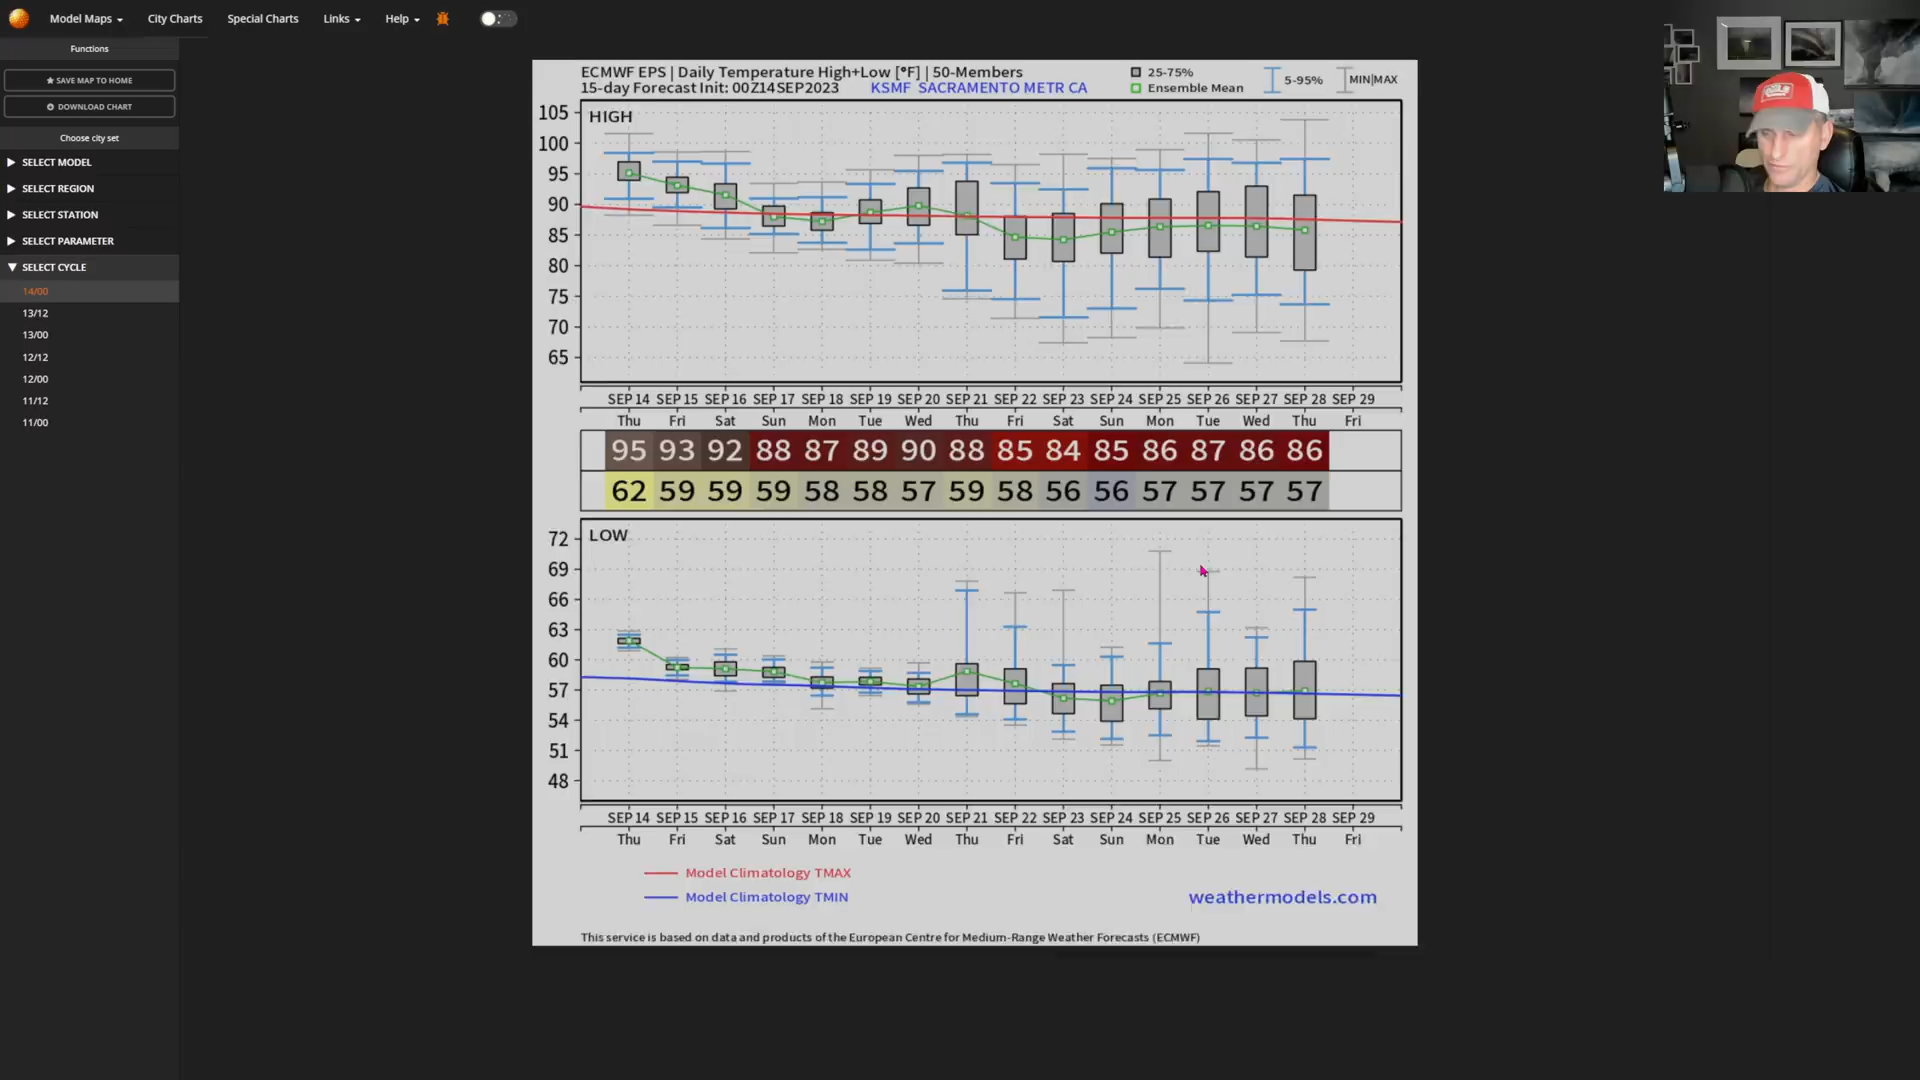 Model Maps
City Charts
Special Charts
Links
Help
Functions
SAVE MAP TO HOME
DOWNLOAD CHART
Choose city set
SELECT MODEL
SELECT REGION
SELECT STATION
SELECT PARAMETER
SELECT CYCLE
14/00
13/12
13/00
12/12
12/00
11/12
11/00
ECMWF EPS | Daily Temperature High+Low [°F] | 50-Members
15-day Forecast Init: 00Z14SEP2023 KSMF SACRAMENTO METR CA
25-75%
Ensemble Mean
5-95%
MIN|MAX
HIGH
105
100
95
90
85
80
75
70
65
SEP 14 SEP 15 SEP 16 SEP 17 SEP 18 SEP 19 SEP 20 SEP 21 SEP 22 SEP 23 SEP 24 SEP 25 SEP 26 SEP 27 SEP 28 SEP 29
Thu Fri Sat Sun Mon Tue Wed Thu Fri Sat Sun Mon Tue Wed Thu Fri
95 93 92 88 87 89 90 88 85 84 85 86 87 86 86
62 59 59 59 58 58 57 59 58 56 56 57 57 57 57
LOW
72
69
66
63
60
57
54
51
48
SEP 14 SEP 15 SEP 16 SEP 17 SEP 18 SEP 19 SEP 20 SEP 21 SEP 22 SEP 23 SEP 24 SEP 25 SEP 26 SEP 27 SEP 28 SEP 29
Thu Fri Sat Sun Mon Tue Wed Thu Fri Sat Sun Mon Tue Wed Thu Fri
Model Climatology TMAX
Model Climatology TMIN
weathermodels.com
This service is based on data and products of the European Centre for Medium-Range Weather Forecasts (ECMWF)